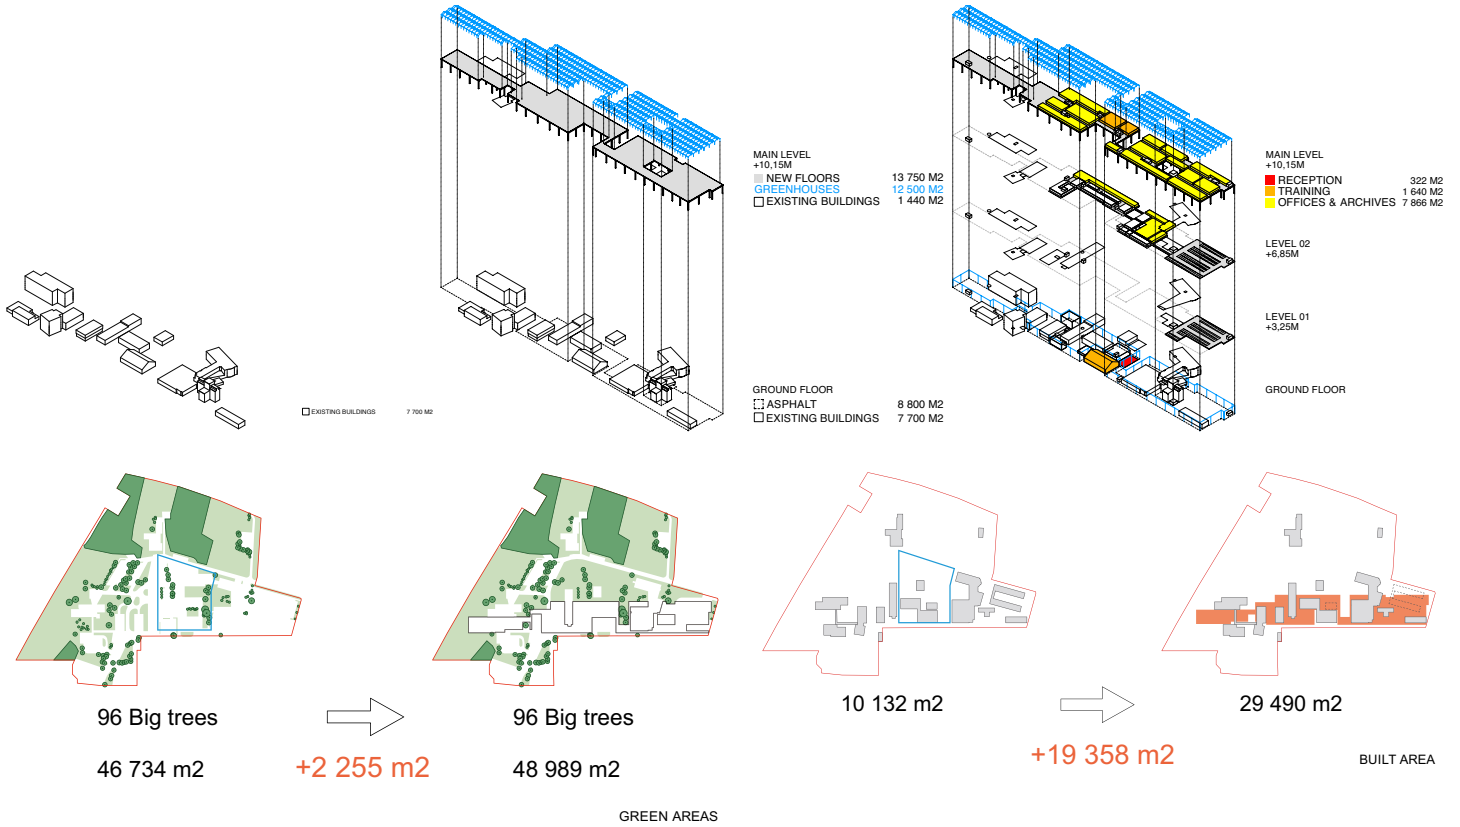 MAIN LEVEL
+10,15M
NEW FLOORS 13 750 M2
GREENHOUSES 12 500 M2
EXISTING BUILDINGS 1 440 M2
MAIN LEVEL
+10,15M
RECEPTION 322 M2
TRAINING 1 640 M2
OFFICES & ARCHIVES 7 866 M2
LEVEL 02
+6,85M
LEVEL 01
+3,25M
EXISTING BUILDINGS 7 700 M2
GROUND FLOOR
ASPHALT 8 800 M2
EXISTING BUILDINGS 7 700 M2
GROUND FLOOR
96 Big trees
46 734 m2
+2 255 m2
96 Big trees
48 989 m2
GREEN AREAS
10 132 m2
+19 358 m2
29 490 m2
BUILT AREA